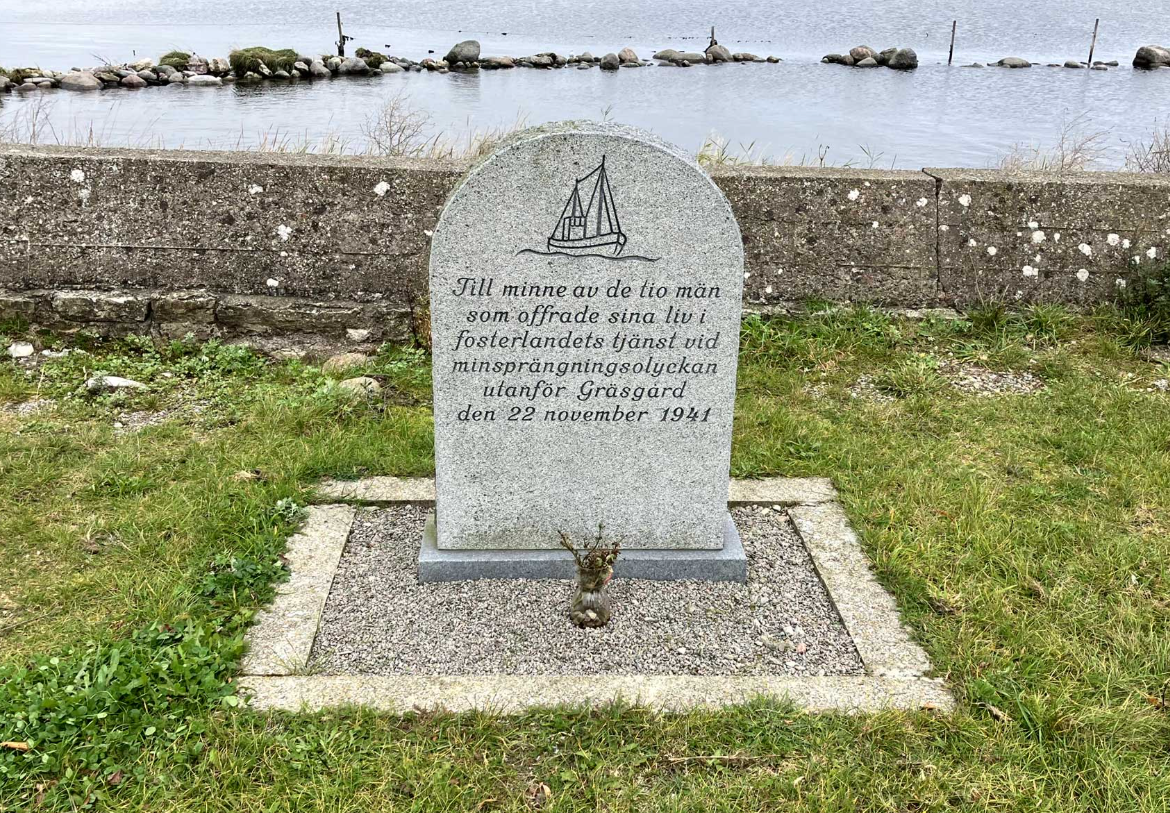 Till minne av de tio män
som offrade sina liv i
fosterlandets tjänst vid
minsprängningsolyckan
utanför Gräsgård
den 22 november 1941